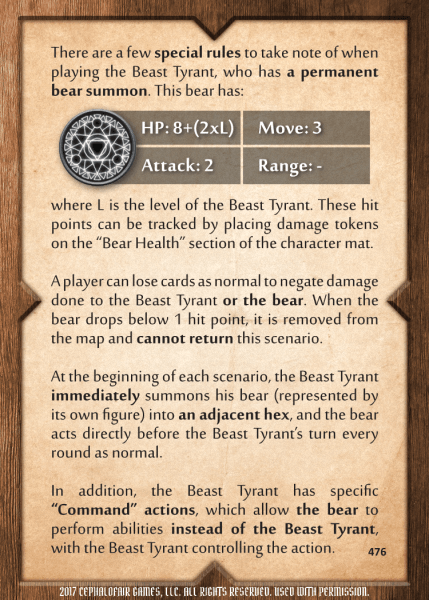 There are a few special rules to take note of when
playing the Beast Tyrant, who has a permanent
bear summon. This bear has:
HP: 8+(2xL) Move: 3
Attack: 2 Range: -
where L is the level of the Beast Tyrant. These hit
points can be tracked by placing damage tokens
on the “Bear Health” section of the character mat.
A player can lose cards as normal to negate damage
done to the Beast Tyrant or the bear. When the
bear drops below 1 hit point, it is removed from
the map and cannot return this scenario.
At the beginning of each scenario, the Beast Tyrant
immediately summons his bear (represented by
its own figure) into an adjacent hex, and the bear
acts directly before the Beast Tyrant’s turn every
round as normal.
In addition, the Beast Tyrant has specific
“Command” actions, which allow the bear to
perform abilities instead of the Beast Tyrant,
with the Beast Tyrant controlling the action. 476
2017 CEPHALOFAIR GAMES, LLC. ALL RIGHTS RESERVED. USED WITH PERMISSION.